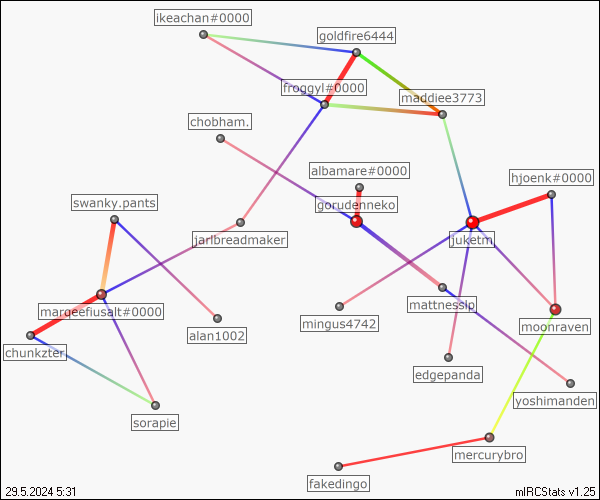 ikeachan#0000
goldfire6444
froggyl#0000
maddiee3773
chobham.
albamare#0000
hjoenk#0000
swanky.pants
gorudenneko
jarlbreadmaker
juketm
margeefiusalt#0000
mattnesslp
mingus4742
moonraven
alan1002
chunkzter
edgepanda
yoshimanden
sorapie
mercurybro
fakedingo
29.5.2024 5:31
mIRCStats v1.25